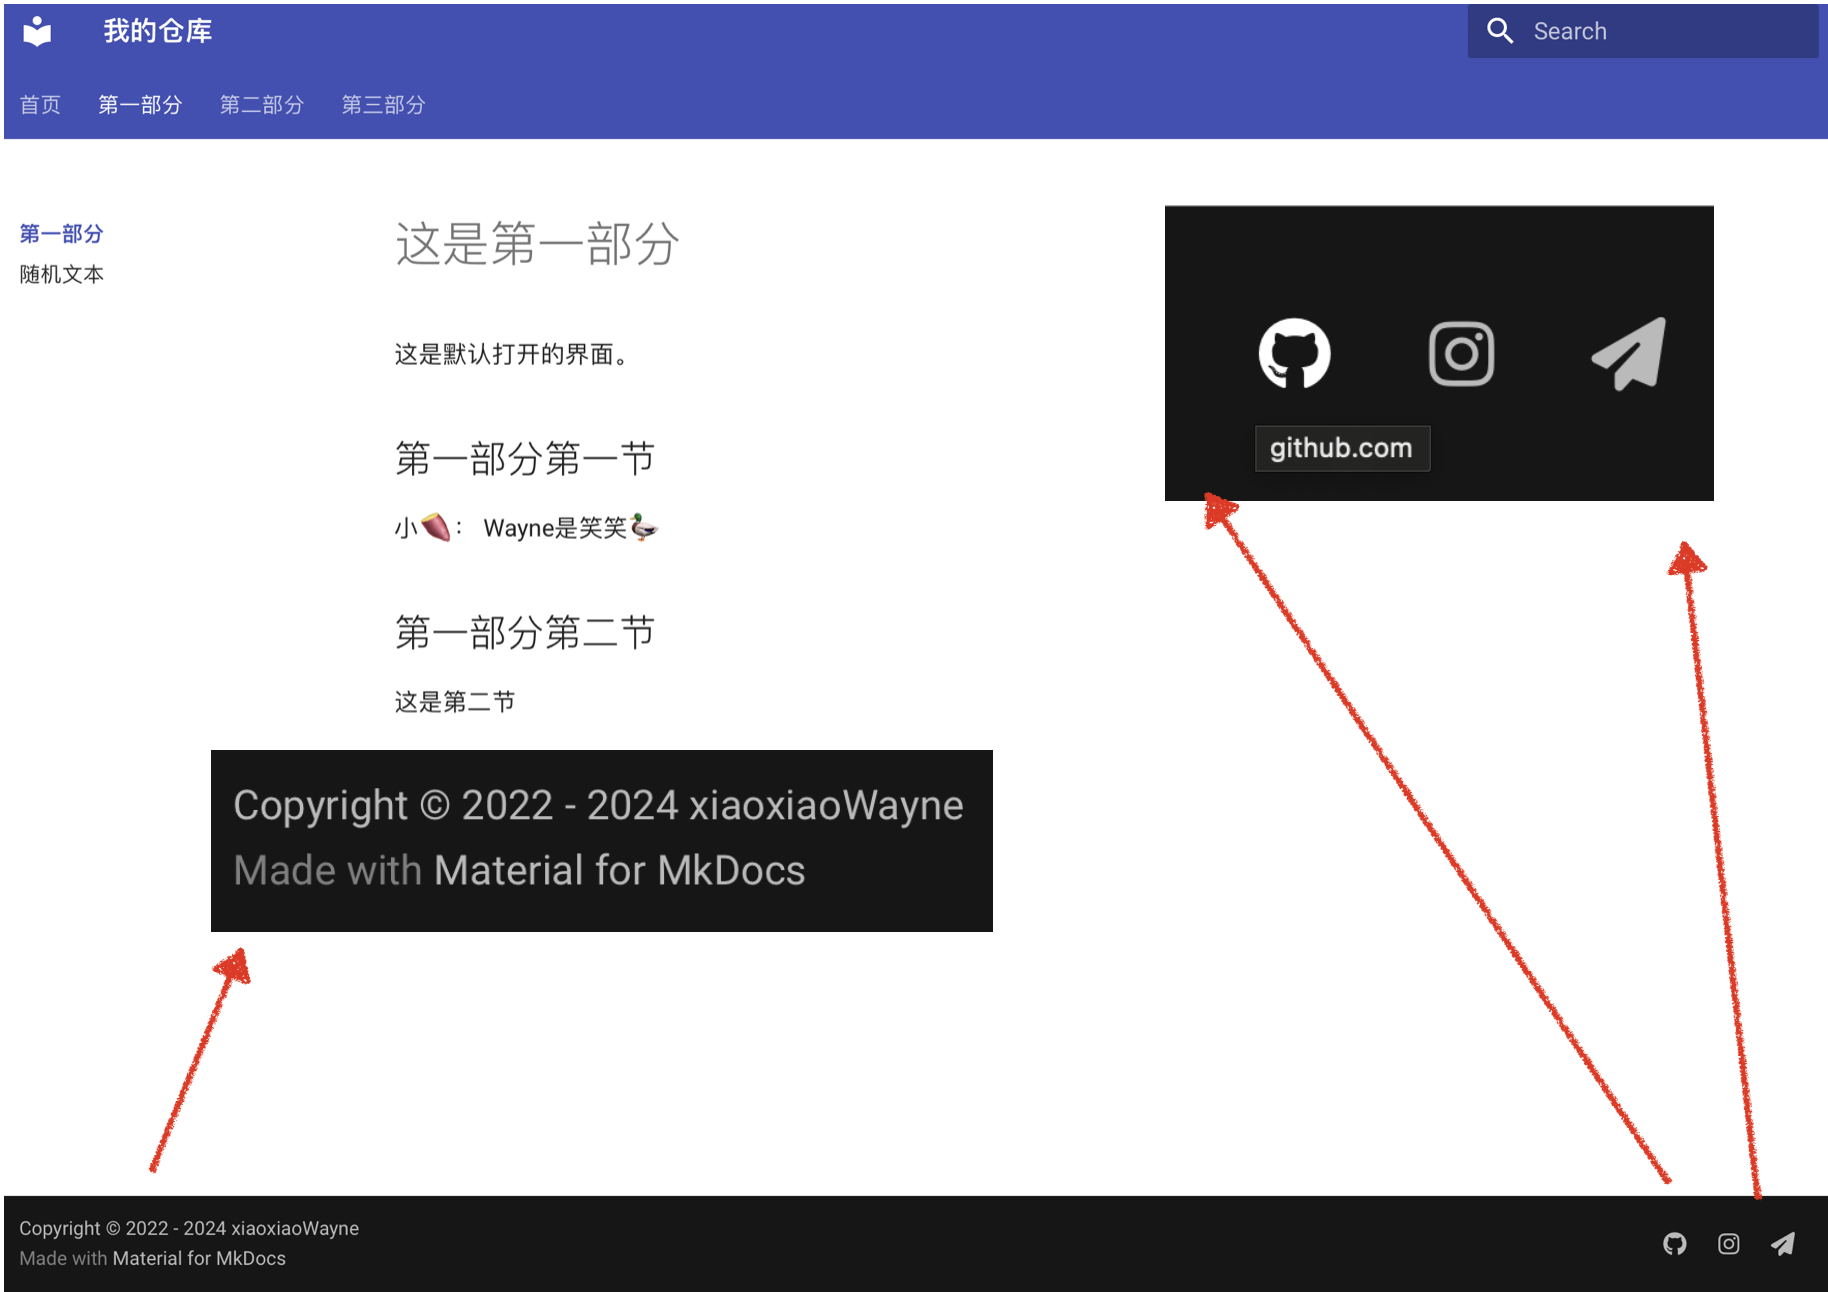 我的仓库
Search
首页 第一部分 第二部分 第三部分
第一部分
随机文本
这是第一部分
这是默认打开的界面。
第一部分第一节
小🍠： Wayne是笑笑🦆
第一部分第二节
这是第二节
github.com
Copyright © 2022 - 2024 xiaoxiaoWayne
Made with Material for MkDocs
Copyright © 2022 - 2024 xiaoxiaoWayne
Made with Material for MkDocs